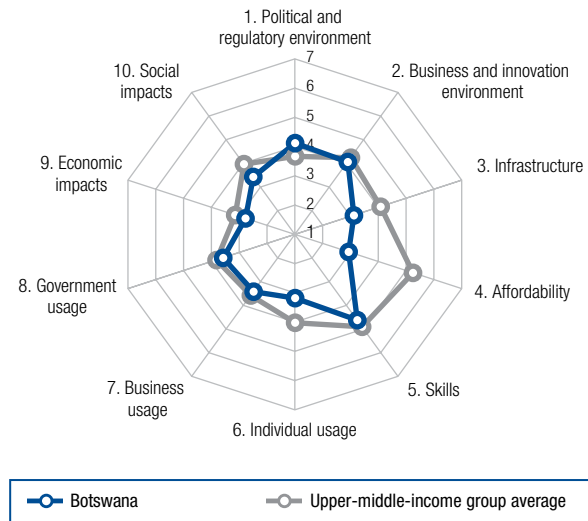 1. Political and
regulatory environment
2. Business and innovation
environment
3. Infrastructure
4. Affordability
5. Skills
6. Individual usage
7. Business
usage
8. Government
usage
9. Economic
impacts
10. Social
impacts
7
6
5
4
3
2
1
Botswana
Upper-middle-income group average